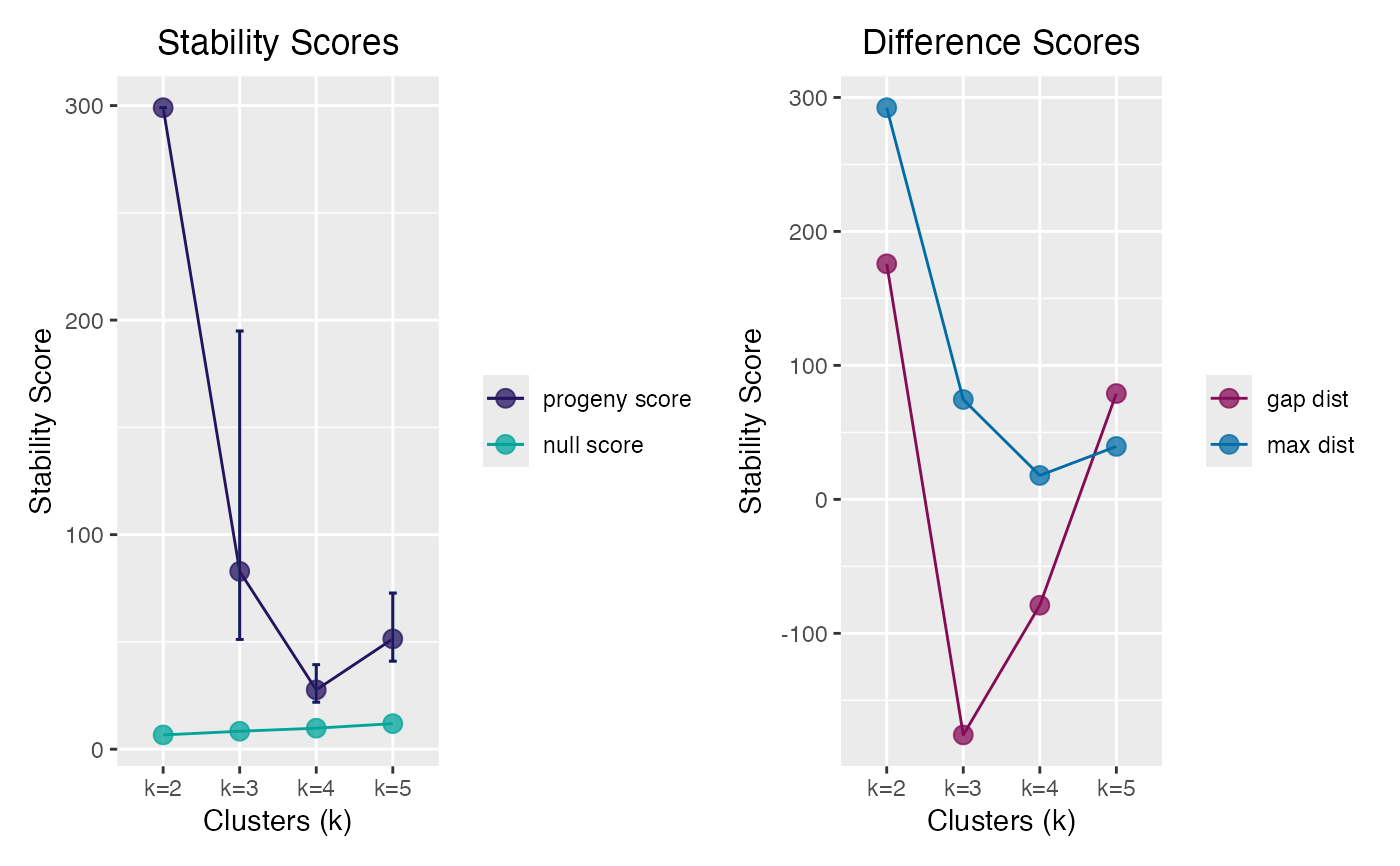 Stability Scores
Stability Score
300
200
100
0
k=2 k=3 k=4 k=5
Clusters (k)
progeny score
null score
Difference Scores
Stability Score
300
200
100
0
-100
k=2 k=3 k=4 k=5
Clusters (k)
gap dist
max dist